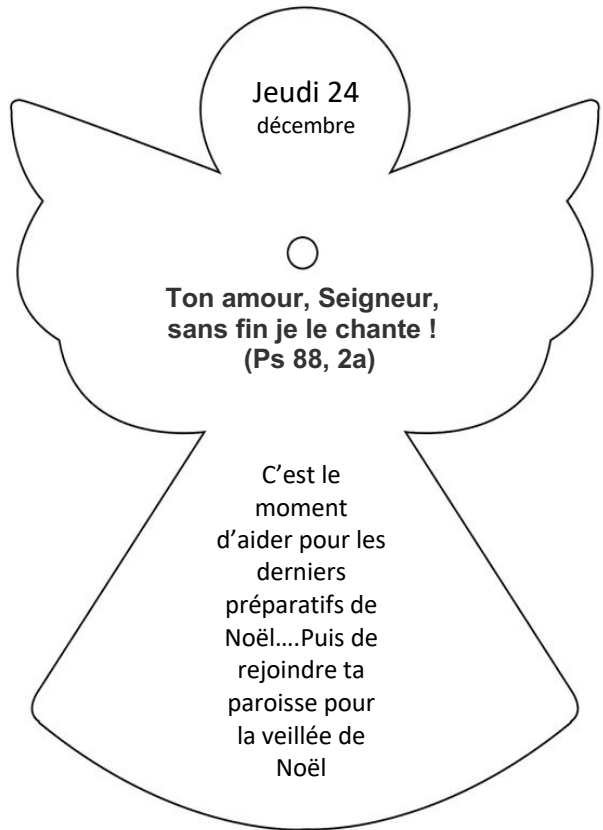 Jeudi 24
décembre
Ton amour, Seigneur,
sans fin je le chante !
(Ps 88, 2a)
C’est le
moment
d’aider pour les
derniers
préparatifs de
Noël....Puis de
rejoindre ta
paroisse pour
la veillée de
Noël